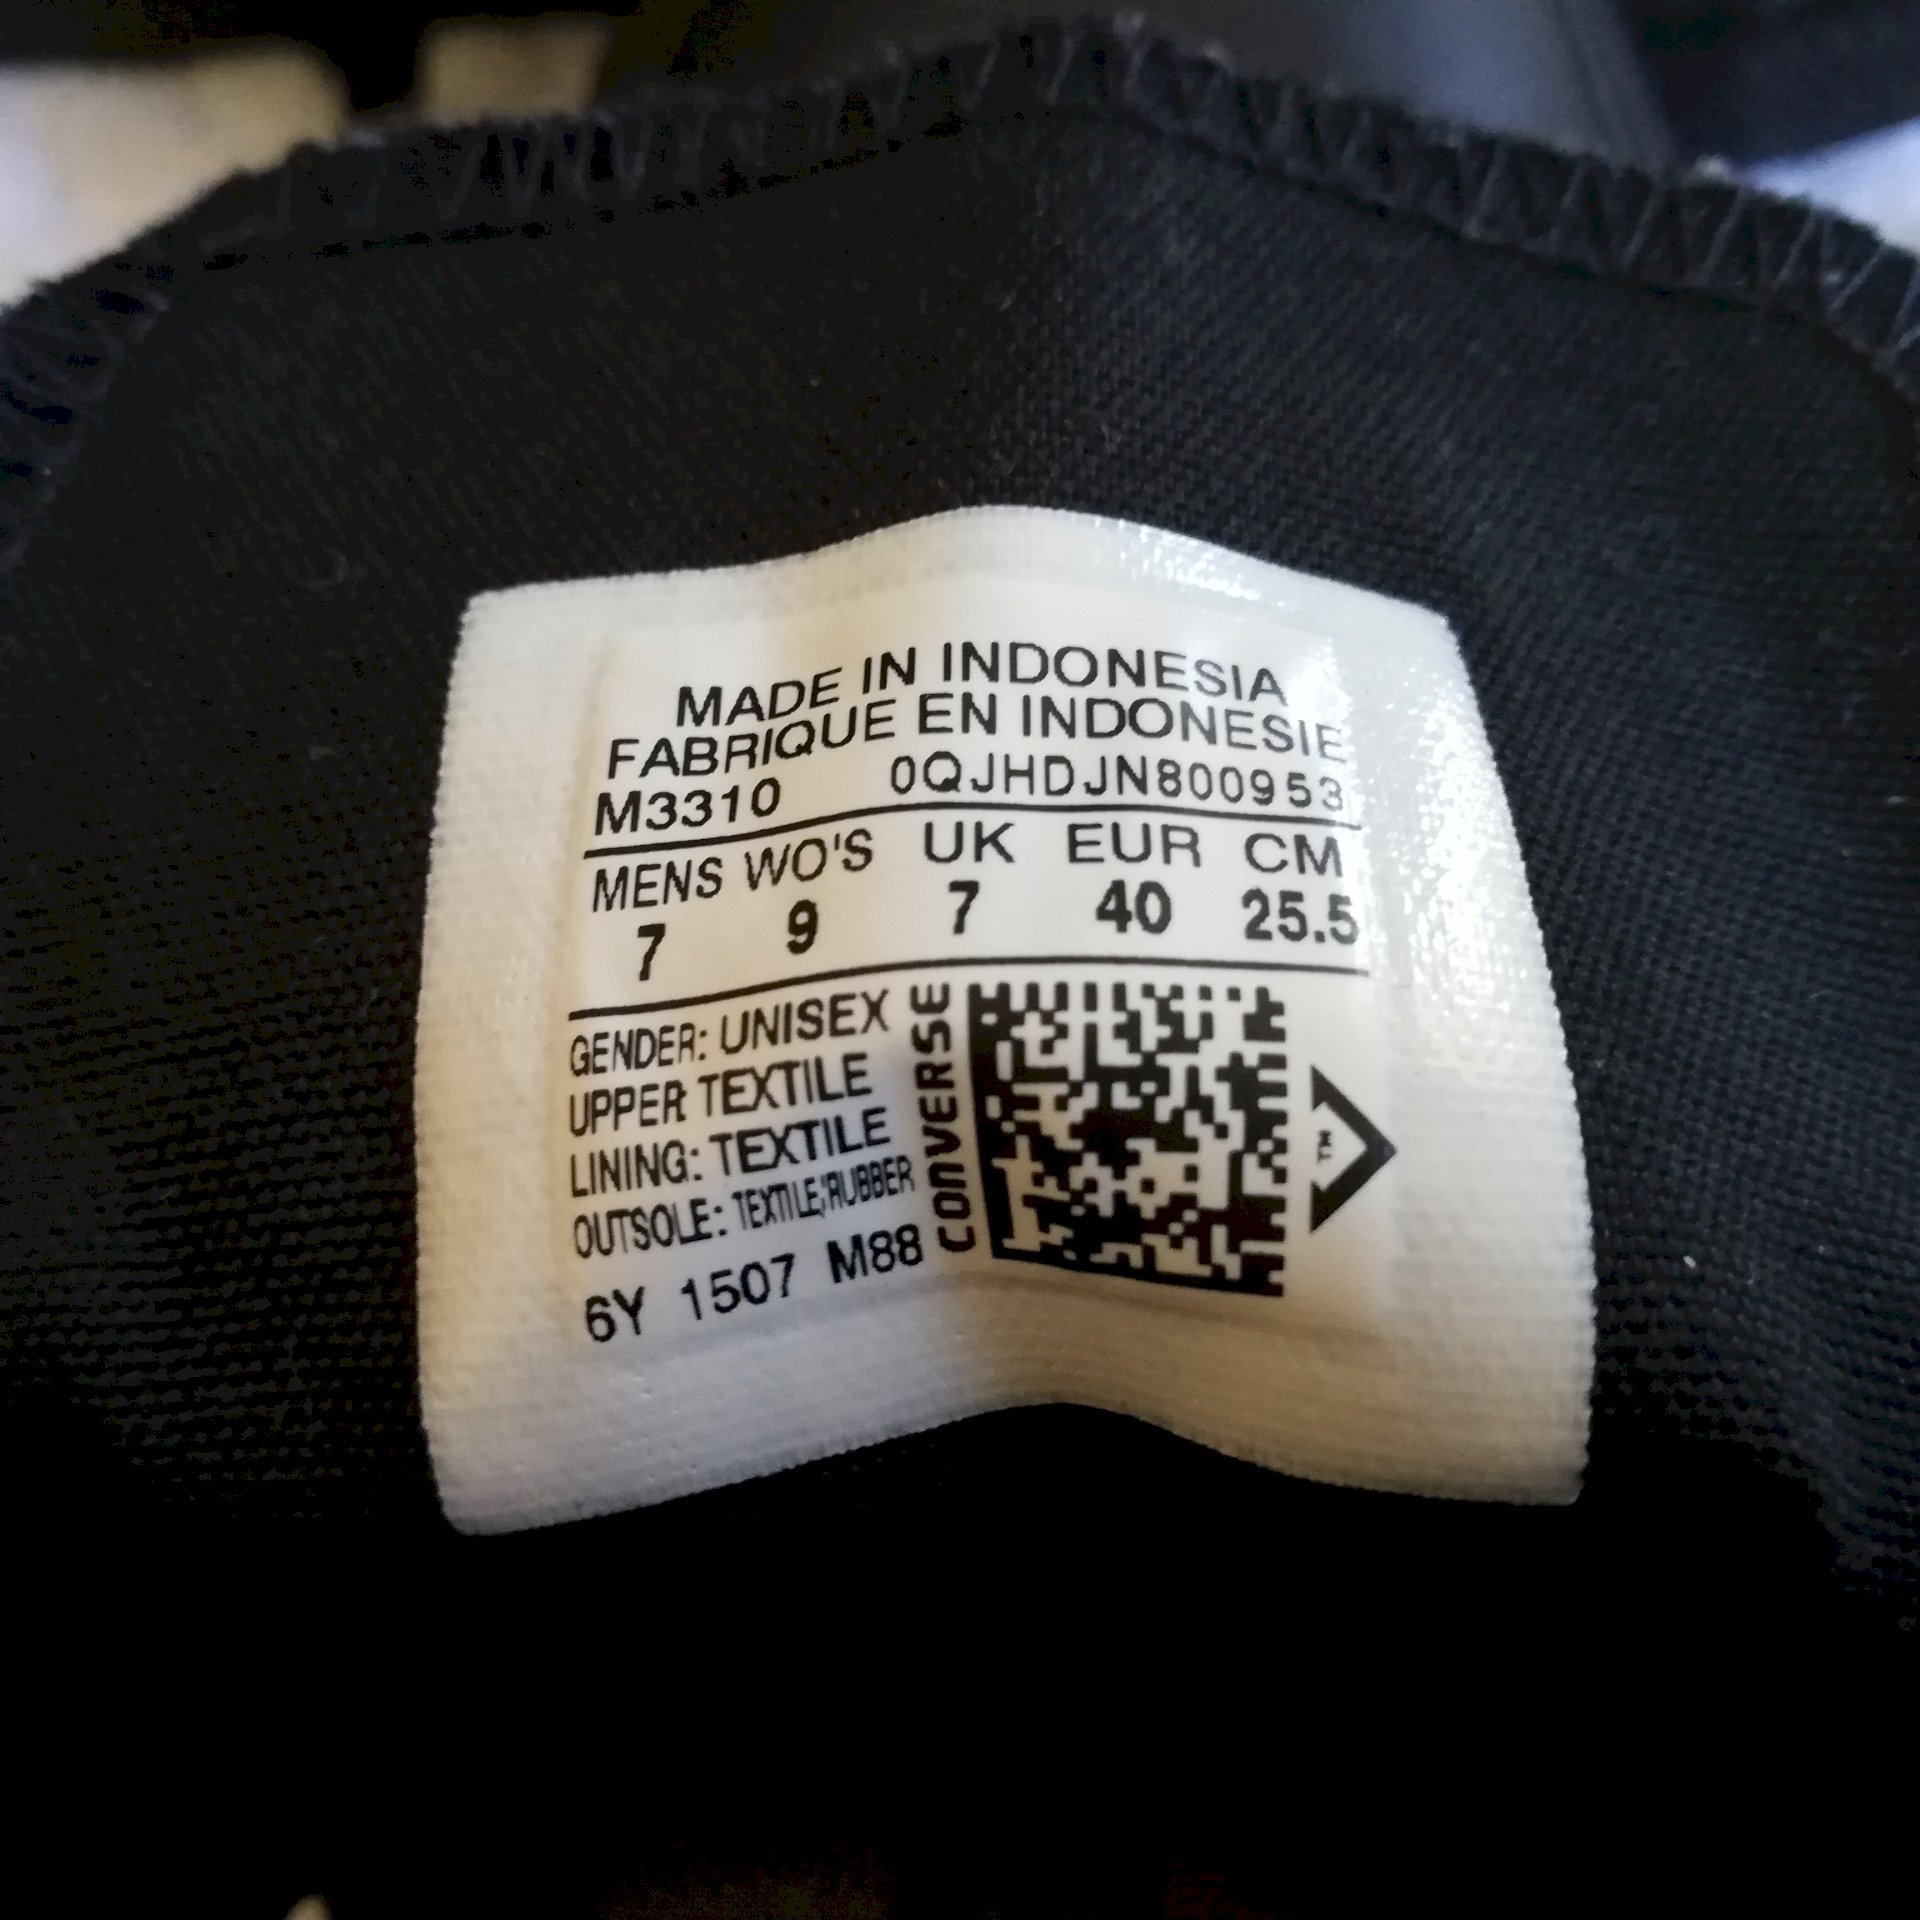 MADE IN INDONESIA
FABRIQUE EN INDONESIE
M3310 0QJHDJN800953
MENS WO'S UK EUR CM
7 9 7 40 25.5
GENDER: UNISEX
UPPER: TEXTILE
LINING: TEXTILE
OUTSOLE: TEXTILE/RUBBER
6Y 1507 M88
CONVERSE